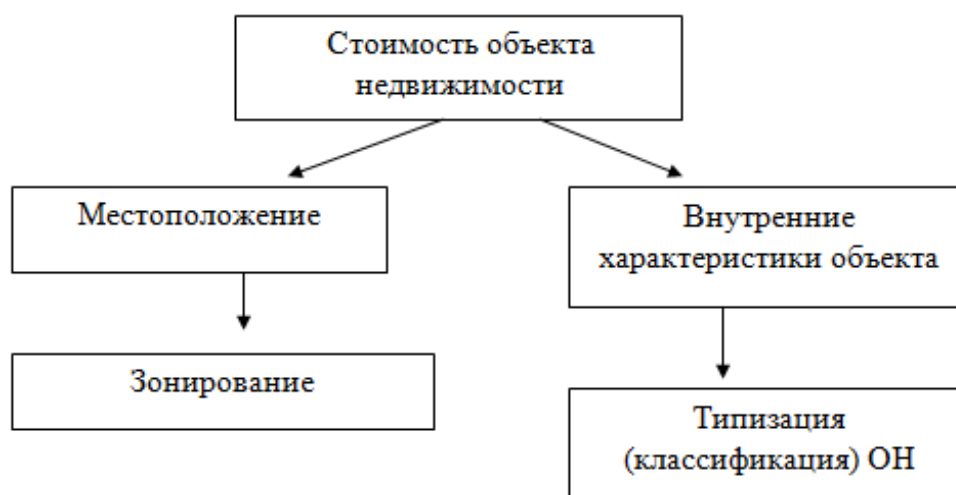 Стоимость объекта
недвижимости
Местоположение
Внутренние
характеристики объекта
Зонирование
Типизация
(классификация) ОН